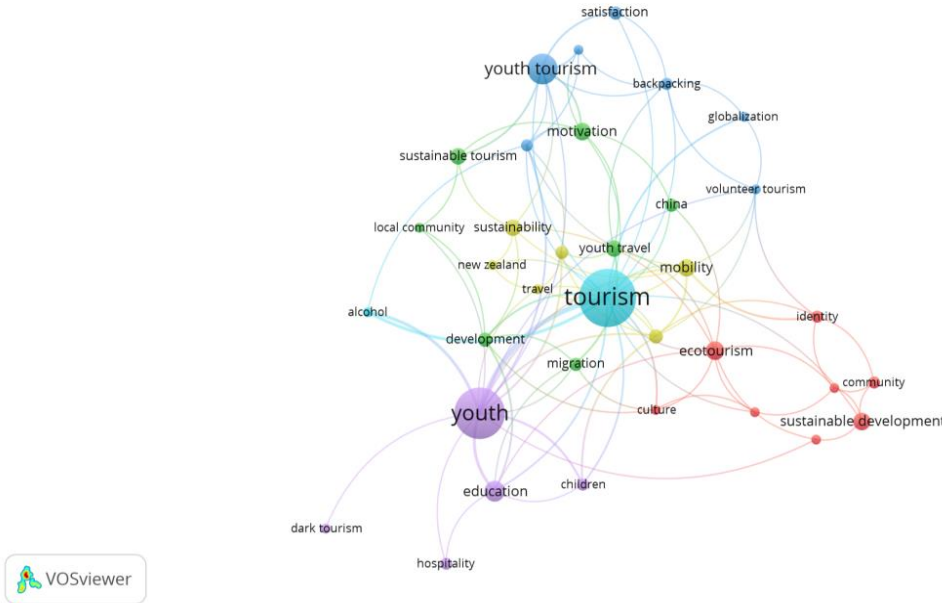 satisfaction
youth tourism
backpacking
globalization
motivation
sustainable tourism
volunteer tourism
china
local community
sustainability
youth travel
new zealand
mobility
travel
tourism
alcohol
identity
development
ecotourism
migration
community
culture
youth
sustainable development
education
children
dark tourism
hospitality
VOSviewer